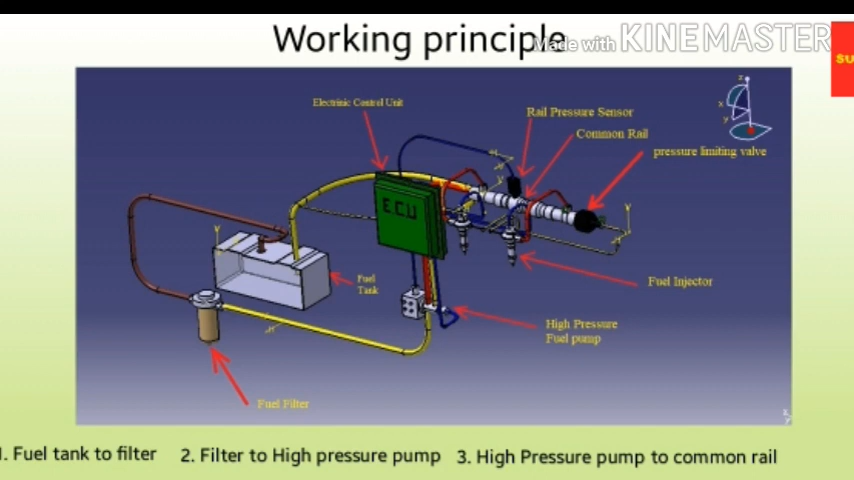 Working principle
Made with KINEMASTER
SU
Electrinic Control Unit
Rail Pressure Sensor
Common Rail
pressure limiting valve
E.C.U
Fuel
Tank
Fuel Injector
High Pressure
Fuel pump
Fuel Filter
1. Fuel tank to filter 2. Filter to High pressure pump 3. High Pressure pump to common rail